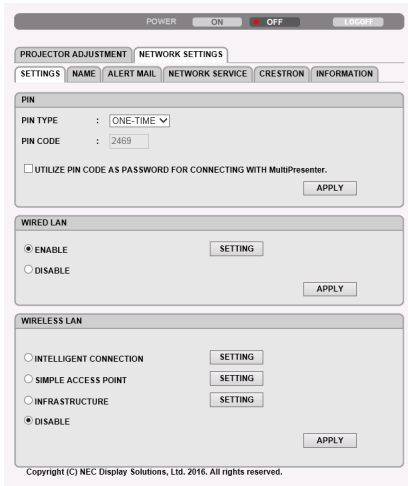 POWER ON OFF LOGOFF
PROJECTOR ADJUSTMENT NETWORK SETTINGS
SETTINGS NAME ALERT MAIL NETWORK SERVICE CRESTRON INFORMATION
PIN
PIN TYPE : ONE-TIME
PIN CODE : 2469
UTILIZE PIN CODE AS PASSWORD FOR CONNECTING WITH MultiPresenter.
APPLY
WIRED LAN
ENABLE SETTING
DISABLE
APPLY
WIRELESS LAN
INTELLIGENT CONNECTION SETTING
SIMPLE ACCESS POINT SETTING
INFRASTRUCTURE SETTING
DISABLE
APPLY
Copyright (C) NEC Display Solutions, Ltd. 2016. All rights reserved.